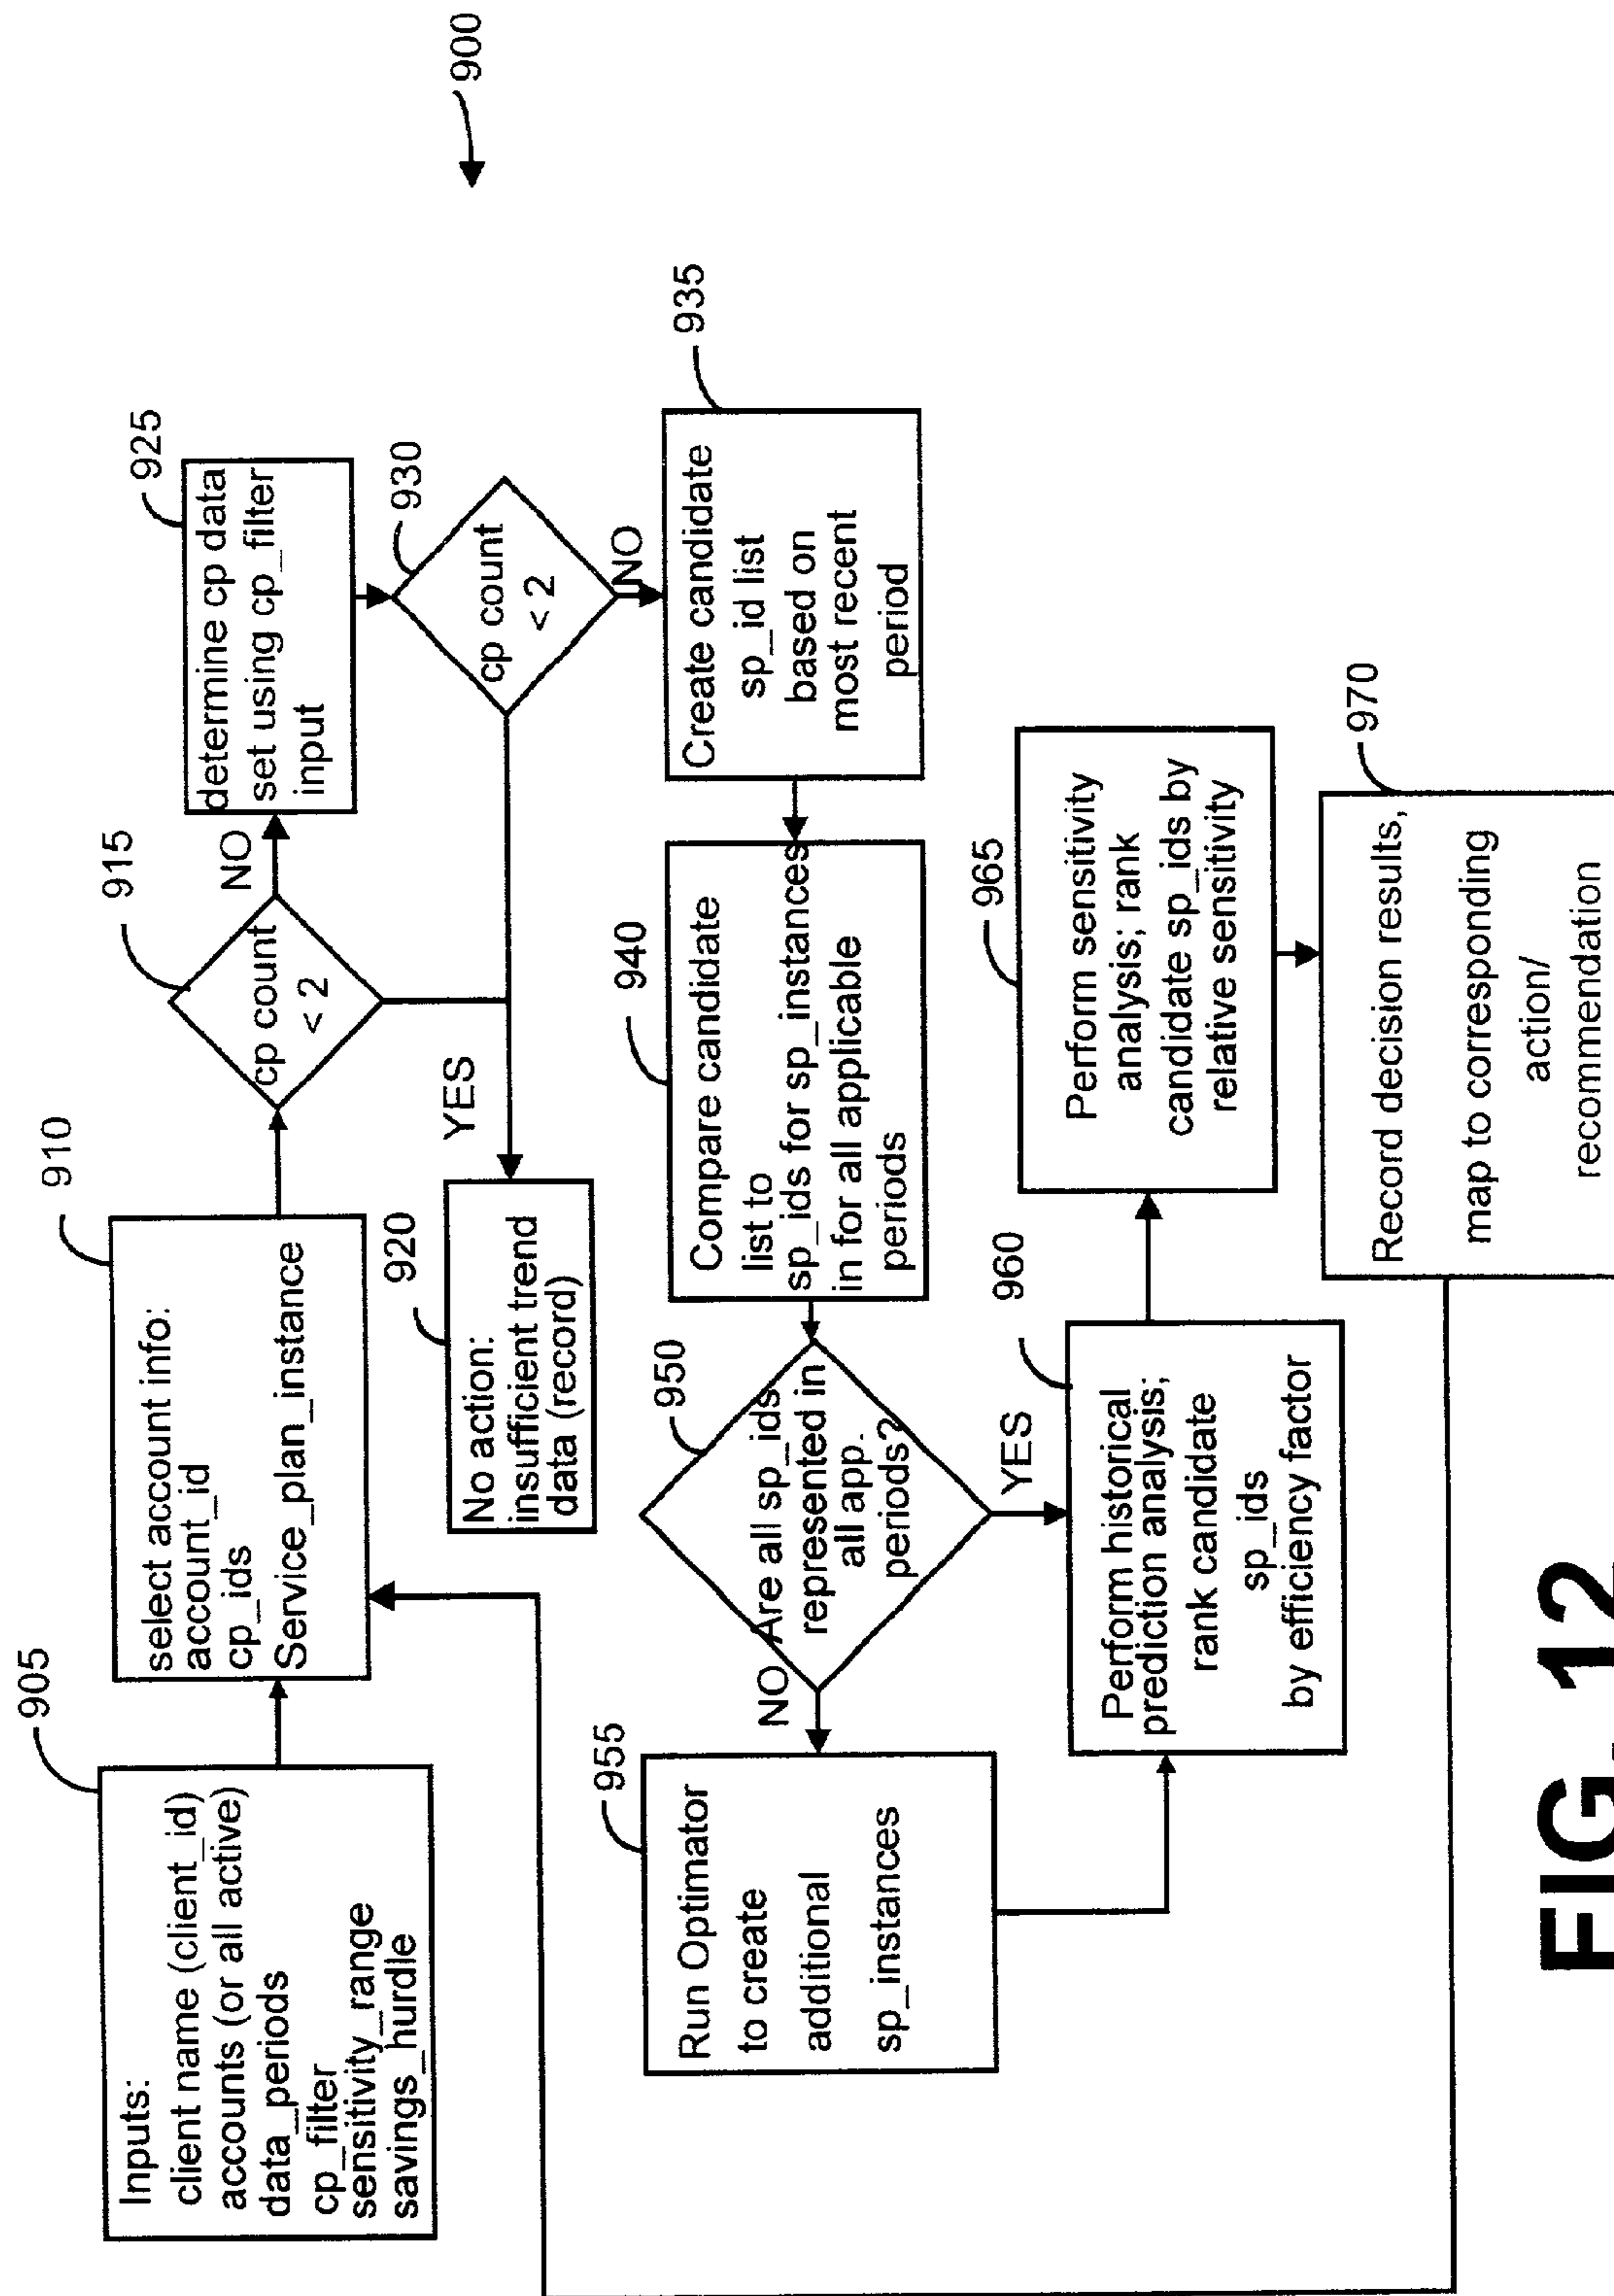 900
905
Inputs:
client name (client_id)
accounts (or all active)
data_periods
cp_filter
sensitivity_range
savings_hurdle
910
select account info:
account_id
cp_ids
Service_plan_instance
915
cp count
< 2
NO
YES
920
No action:
insufficient trend
data (record)
925
determine cp data
set using cp_filter
input
930
cp count
< 2
NO
935
Create candidate
sp_id list
based on
most recent
period
940
Compare candidate
list to
sp_ids for sp_instances
in for all applicable
periods
950
Are all sp_ids
represented in
all app.
periods?
NO
YES
955
Run Optimator
to create
additional
sp_instances
960
Perform historical
prediction analysis;
rank candidate
sp_ids
by efficiency factor
965
Perform sensitivity
analysis; rank
candidate sp_ids by
relative sensitivity
970
Record decision results,
map to corresponding
action/
recommendation
FIG. 12